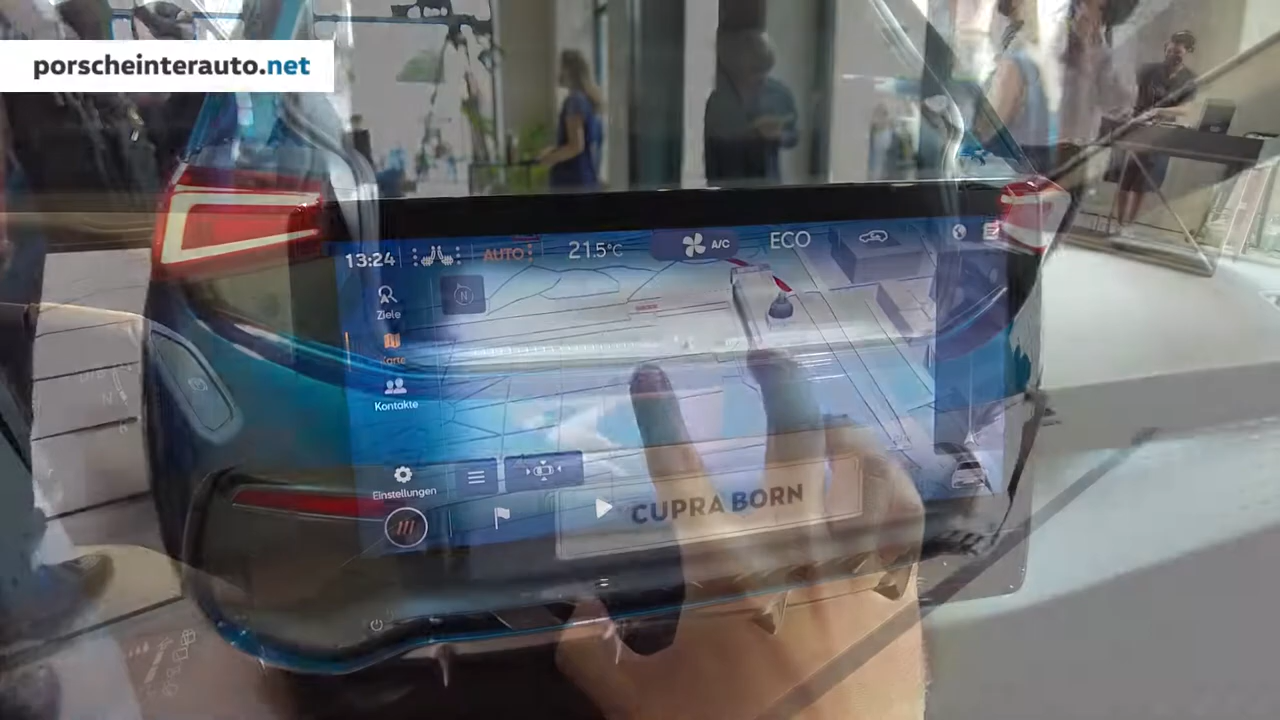 porscheinterauto.net
13:24
AUTO
21.5°C
A/C
ECO
N
Ziele
Karte
Kontakte
Einstellungen
CUPRA BORN